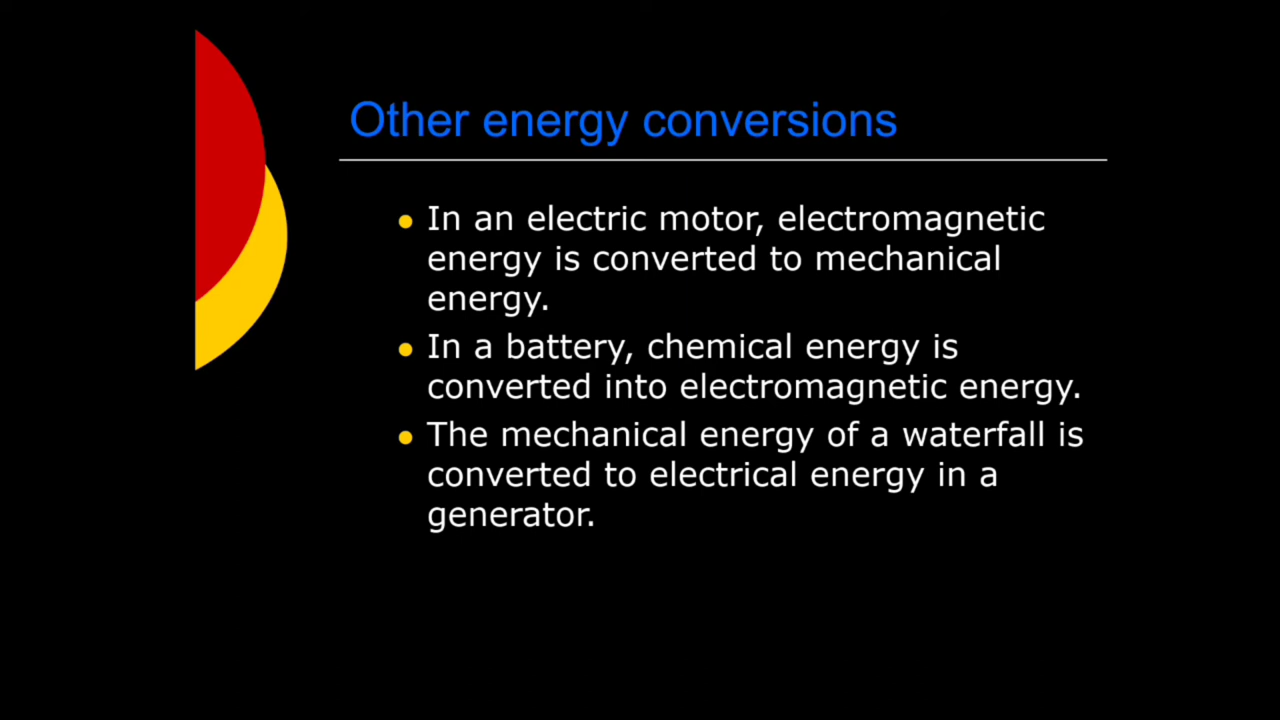 Other energy conversions
In an electric motor, electromagnetic
energy is converted to mechanical
energy.
In a battery, chemical energy is
converted into electromagnetic energy.
The mechanical energy of a waterfall is
converted to electrical energy in a
generator.